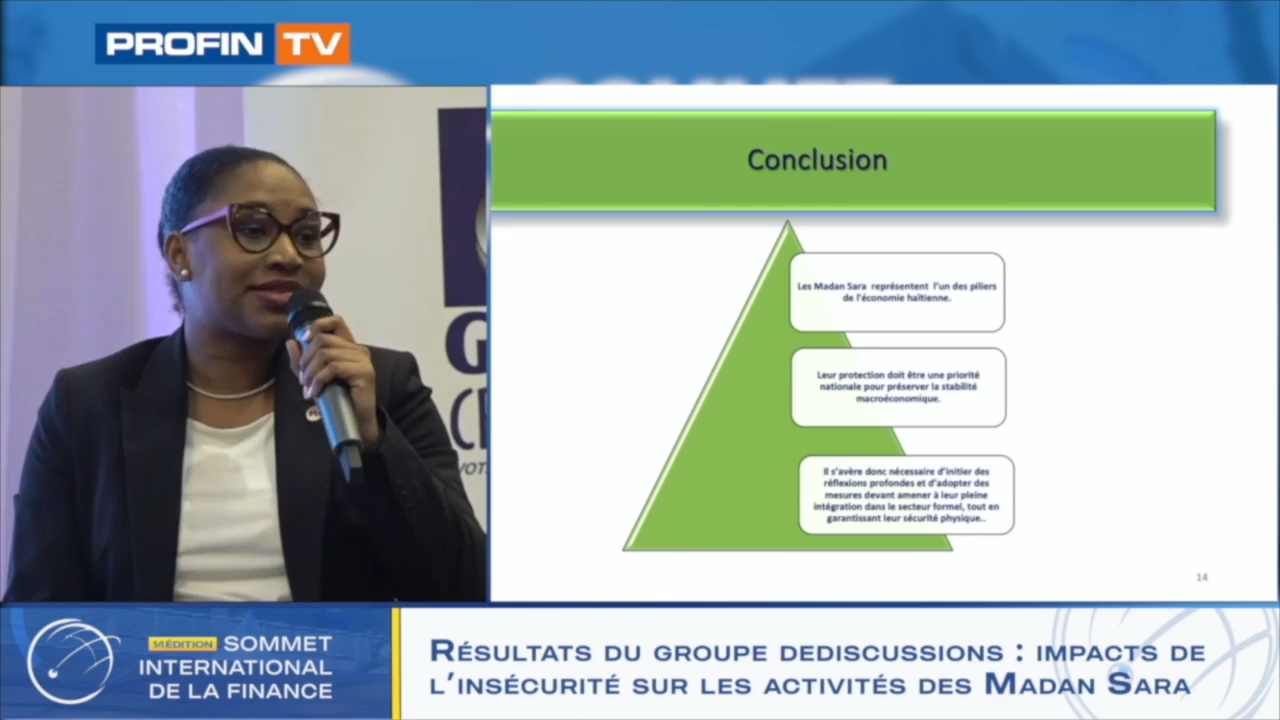 PROFIN TV
Conclusion
Les Madan Sara représentent l'un des piliers
de l'économie haïtienne.
Leur protection doit être une priorité
nationale pour préserver la stabilité
macroéconomique.
Il s'avère donc nécessaire d'initier des
réflexions profondes et d'adopter des
mesures devant amener à leur pleine
intégration dans le secteur formel, tout en
garantissant leur sécurité physique..
14
14 ÉDITION SOMMET
INTERNATIONAL
DE LA FINANCE
RÉSULTATS DU GROUPE DEDISCUSSIONS : IMPACTS DE
L'INSÉCURITÉ SUR LES ACTIVITÉS DES MADAN SARA